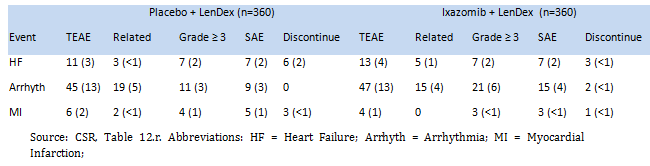 Placebo + LenDex (n=360) Ixazomib + LenDex (n=360)
Event TEAE Related Grade ≥ 3 SAE Discontinue TEAE Related Grade ≥ 3 SAE Discontinue
HF 11 (3) 3 (<1) 7 (2) 7 (2) 6 (2) 13 (4) 5 (1) 7 (2) 7 (2) 3 (<1)
Arrhyth 45 (13) 19 (5) 11 (3) 9 (3) 0 47 (13) 15 (4) 21 (6) 15 (4) 2 (<1)
MI 6 (2) 2 (<1) 4 (1) 5 (1) 3 (<1) 4 (1) 0 3 (<1) 3 (<1) 1 (<1)
Source: CSR, Table 12.r. Abbreviations: HF = Heart Failure; Arrhyth = Arrhythmia; MI = Myocardial
Infarction;